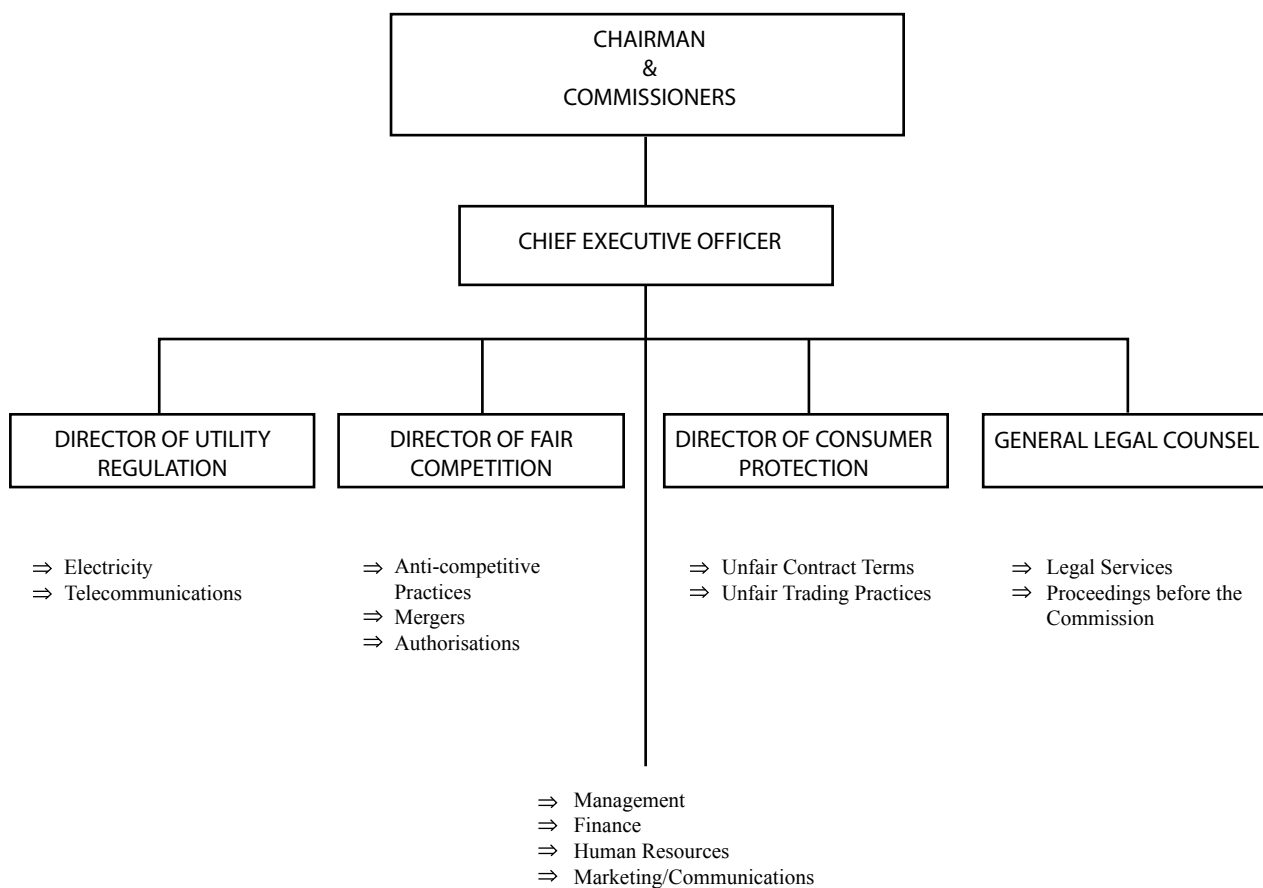 CHAIRMAN
&
COMMISSIONERS
CHIEF EXECUTIVE OFFICER
DIRECTOR OF UTILITY
REGULATION
DIRECTOR OF FAIR
COMPETITION
DIRECTOR OF CONSUMER
PROTECTION
GENERAL LEGAL COUNSEL
⇒ Electricity
⇒ Telecommunications
⇒ Anti-competitive
Practices
⇒ Mergers
⇒ Authorisations
⇒ Unfair Contract Terms
⇒ Unfair Trading Practices
⇒ Legal Services
⇒ Proceedings before the
Commission
⇒ Management
⇒ Finance
⇒ Human Resources
⇒ Marketing/Communications